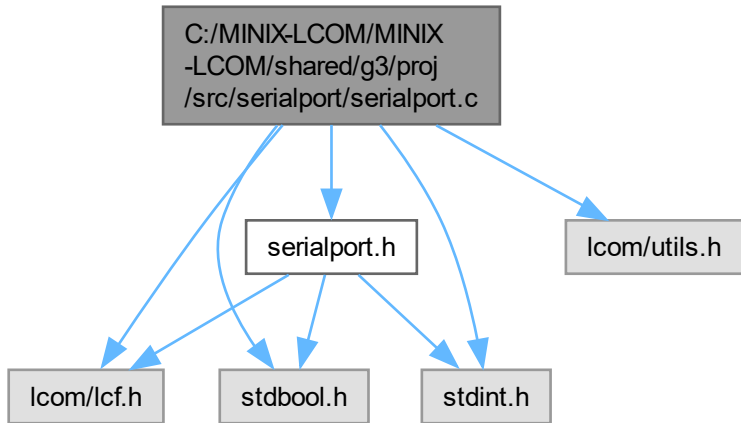 C:/MINIX-LCOM/MINIX
-LCOM/shared/g3/proj
/src/serialport/serialport.c
serialport.h
lcom/utils.h
lcom/lcf.h
stdbool.h
stdint.h